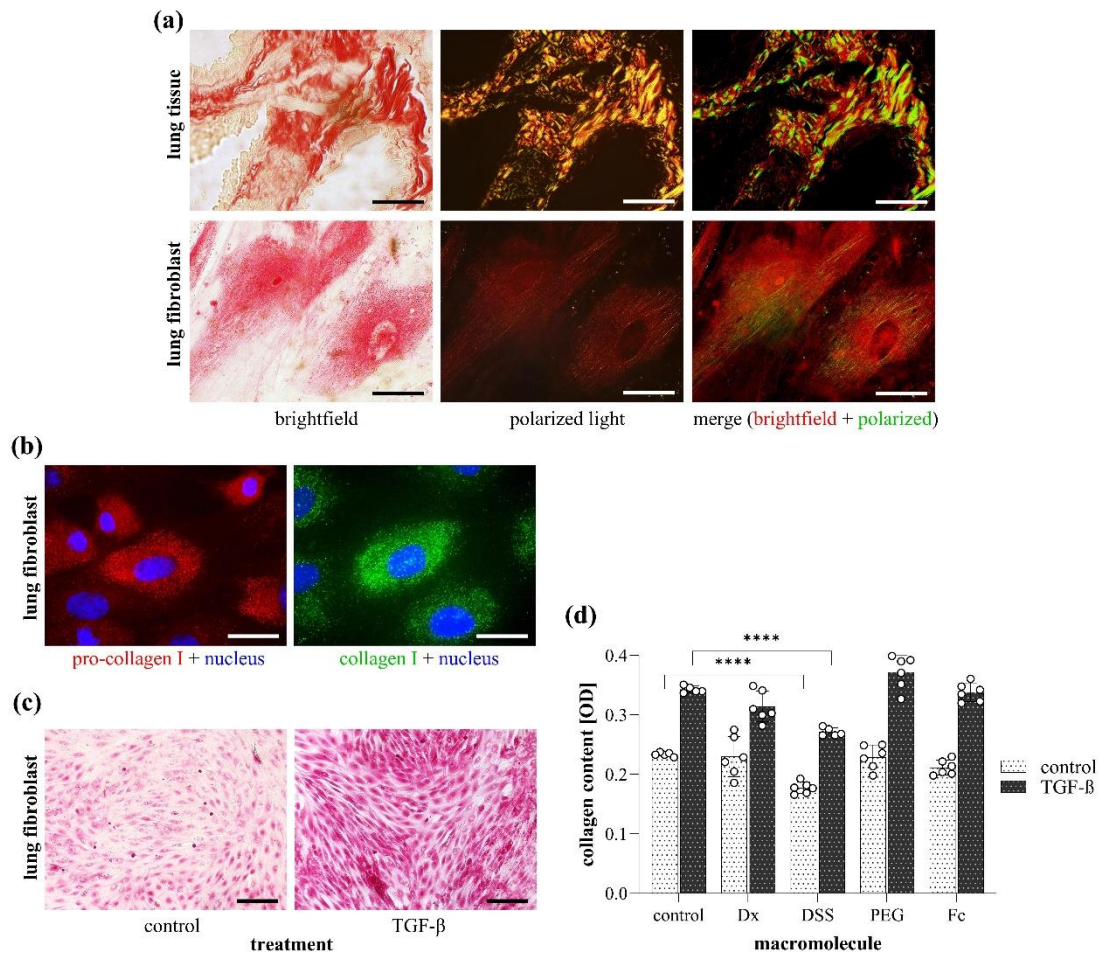 (a)
lung tissue
lung fibroblast
brightfield
polarized light
merge (brightfield + polarized)
(b)
lung fibroblast
pro-collagen I + nucleus
collagen I + nucleus
(c)
lung fibroblast
control
TGF-β
treatment
(d)
****
****
collagen content [OD]
0.4
0.3
0.2
0.1
0.0
control
Dx
DSS
PEG
Fc
macromolecule
control
TGF-ß